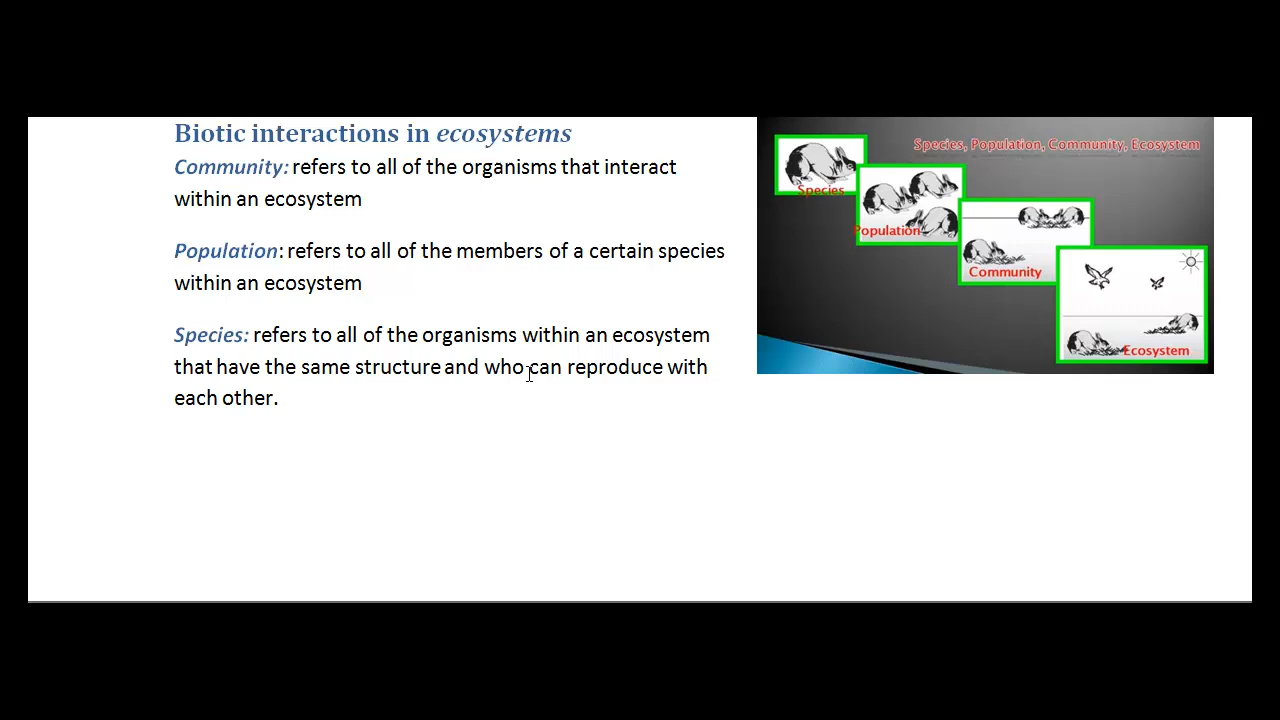 Biotic interactions in ecosystems
Community: refers to all of the organisms that interact
within an ecosystem
Population: refers to all of the members of a certain species
within an ecosystem
Species: refers to all of the organisms within an ecosystem
that have the same structure and who can reproduce with
each other.
Species, Population, Community, Ecosystem
Species
Population
Community
Ecosystem